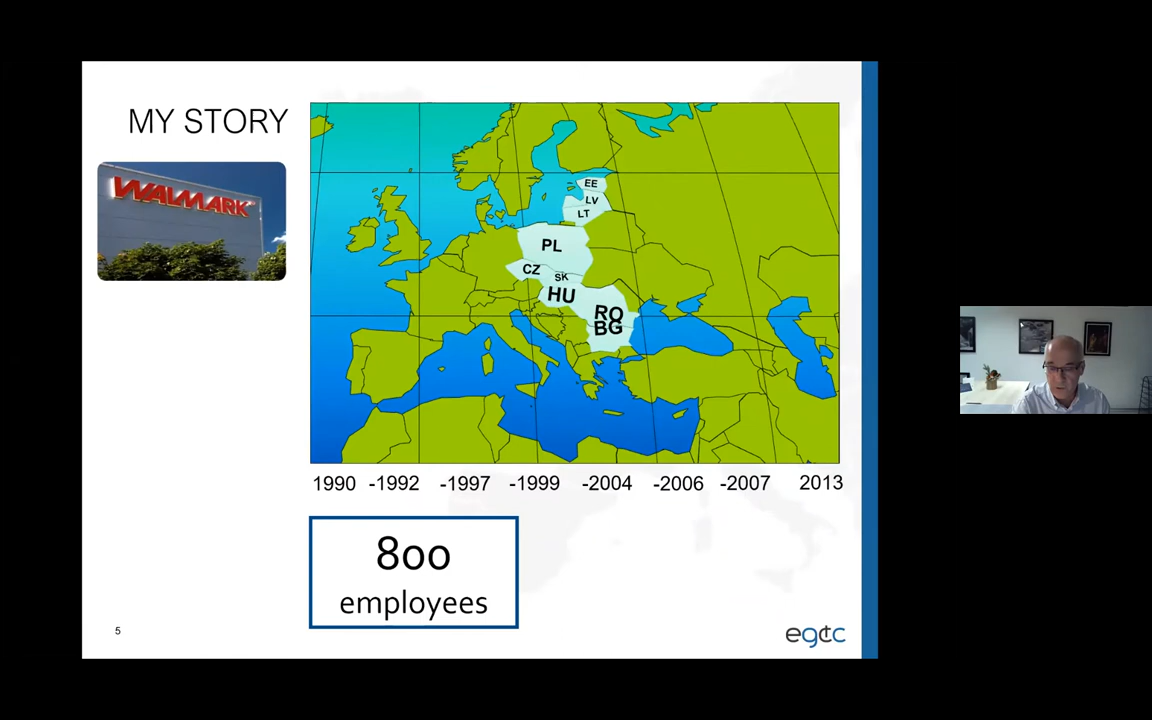 MY STORY
WALMARK
EE
LV
LT
PL
CZ
SK
HU
RO
BG
1990 -1992 -1997 -1999 -2004 -2006 -2007 2013
800
employees
5
egtc